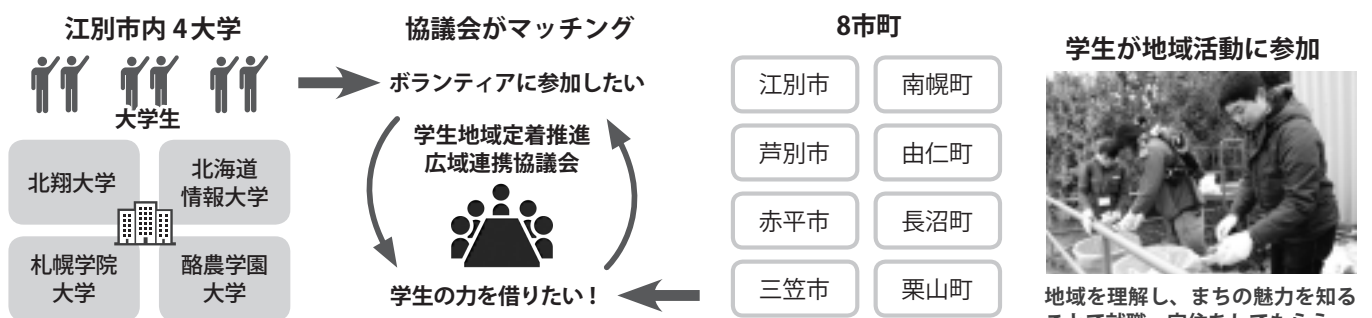 江別市内４大学
大学生
北翔大学
北海道
情報大学
札幌学院
大学
酪農学園
大学
協議会がマッチング
ボランティアに参加したい
学生地域定着推進
広域連携協議会
学生の力を借りたい！
8市町
江別市
南幌町
芦別市
由仁町
赤平市
長沼町
三笠市
栗山町
学生が地域活動に参加
地域を理解し、まちの魅力を知る